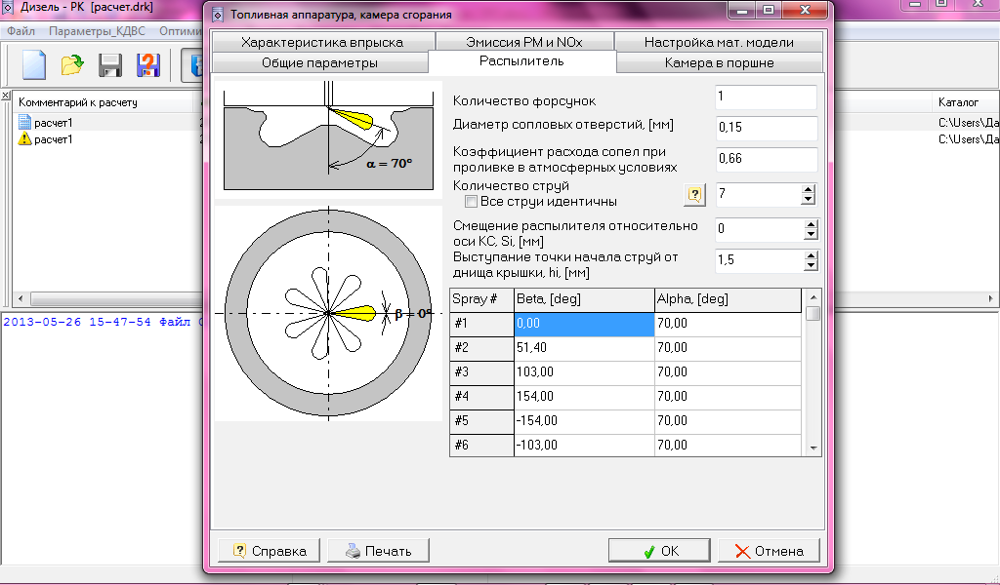 Дизель - РК [расчет.drk]
Файл Параметры_КДВС
Комментарий к расчету
расчет1
расчет1
2013-05-26 15-47-54 Файл
Каталог
C:\Users\Да
C:\Users\Да
Топливная аппаратура, камера сгорания
Характеристика впрыска
Эмиссия PM и NOx
Настройка мат. модели
Общие параметры
Распылитель
Камера в поршне
α = 70°
β = 0°
Количество форсунок
1
Диаметр сопловых отверстий, [мм]
0,15
Коэффициент расхода сопел при
проливке в атмосферных условиях
0,66
Количество струй
Все струи идентичны
7
Смещение распылителя относительно
оси КС, Si, [мм]
0
Выступание точки начала струй от
днища крышки, hi, [мм]
1,5
Spray # Beta, [deg] Alpha, [deg]
#1 0,00 70,00
#2 51,40 70,00
#3 103,00 70,00
#4 154,00 70,00
#5 -154,00 70,00
#6 -103,00 70,00
Справка
Печать
OK
Отмена